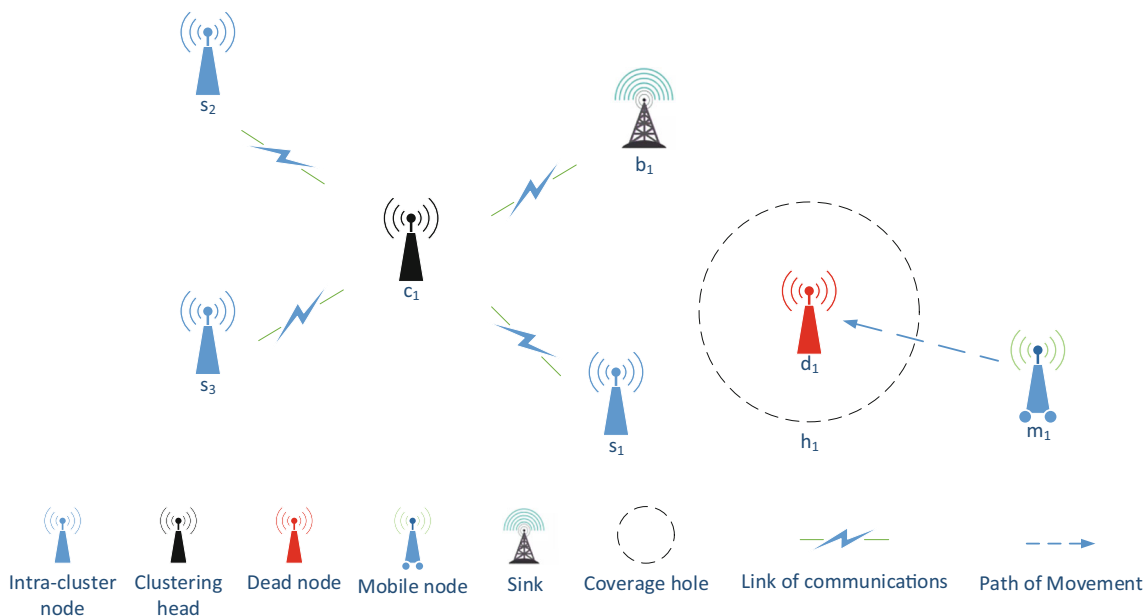 s₂
b₁
c₁
s₃
d₁
s₁
h₁
m₁
Intra-cluster
node
Clustering
head
Dead node
Mobile node
Sink
Coverage hole
Link of communications
Path of Movement